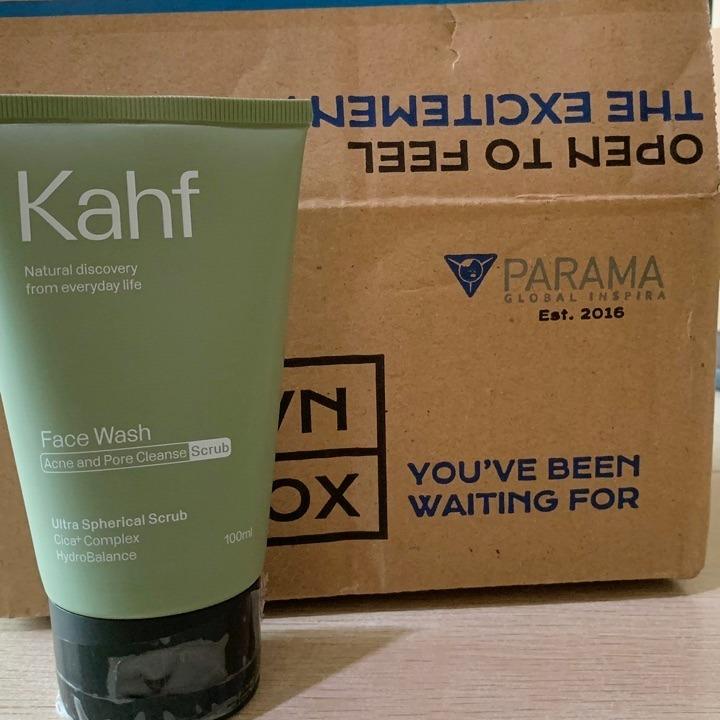 Kahf
Natural discovery
from everyday life
Face Wash
Acne and Pore Cleanse Scrub
Ultra Spherical Scrub
Cica+ Complex
HydroBalance
100ml
OPEN TO FEEL
THE EXCITEMEN
PARAMA
GLOBAL INSPIRA
Est. 2016
YOU'VE BEEN
WAITING FOR